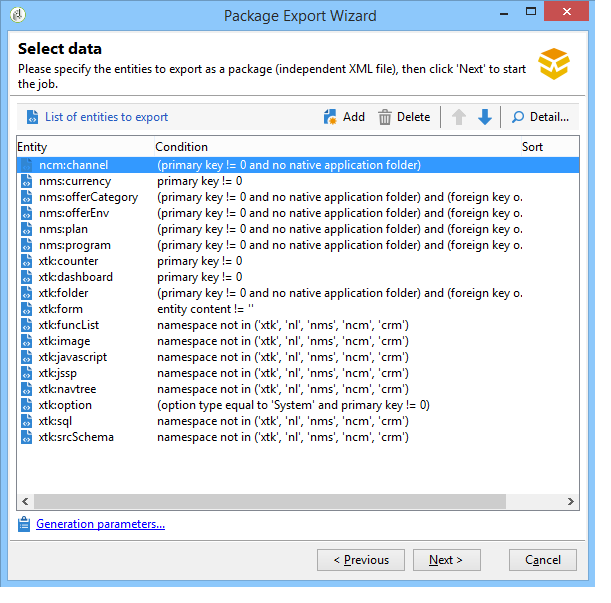 Package Export Wizard
Select data
Please specify the entities to export as a package (independent XML file), then click 'Next' to start
the job.
List of entities to export Add Delete Detail...
Entity Condition Sort
ncm:channel (primary key != 0 and no native application folder)
nms:currency primary key != 0
nms:offerCategory (primary key != 0 and no native application folder) and (foreign key o.
nms:offerEnv (primary key != 0 and no native application folder) and (foreign key o.
nms:plan (primary key != 0 and no native application folder) and (foreign key o.
nms:program (primary key != 0 and no native application folder) and (foreign key o.
xtk:counter primary key != 0
xtk:dashboard primary key != 0
xtk:folder (primary key != 0 and no native application folder) and (foreign key o.
xtk:form entity content != ''
xtk:funcList namespace not in ('xtk', 'nl', 'nms', 'ncm', 'crm')
xtk:image namespace not in ('xtk', 'nl', 'nms', 'ncm', 'crm')
xtk:javascript namespace not in ('xtk', 'nl', 'nms', 'ncm', 'crm')
xtk:jssp namespace not in ('xtk', 'nl', 'nms', 'ncm', 'crm')
xtk:navtree namespace not in ('xtk', 'nl', 'nms', 'ncm', 'crm')
xtk:option (option type equal to 'System' and primary key != 0)
xtk:sql namespace not in ('xtk', 'nl', 'nms', 'ncm', 'crm')
xtk:srcSchema namespace not in ('xtk', 'nl', 'nms', 'ncm', 'crm')
Generation parameters...
< Previous Next > Cancel